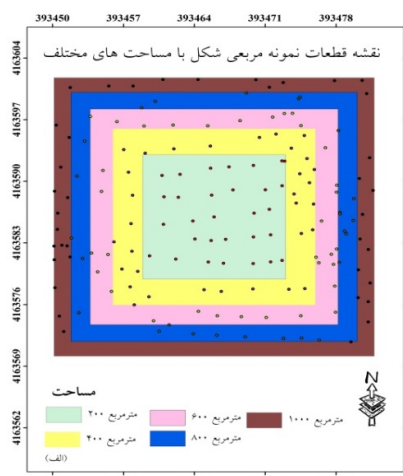 393450 393457 393464 393471 393478
نقشه قطعات نمونه مربعی شکل با مساحت های مختلف
4163604
4163597
4163590
4163583
4163576
4163569
4163562
N
مساحت
۲۰۰ مترمربع
۶۰۰ مترمربع
۱۰۰۰ مترمربع
۴۰۰ مترمربع
۸۰۰ مترمربع
(الف)